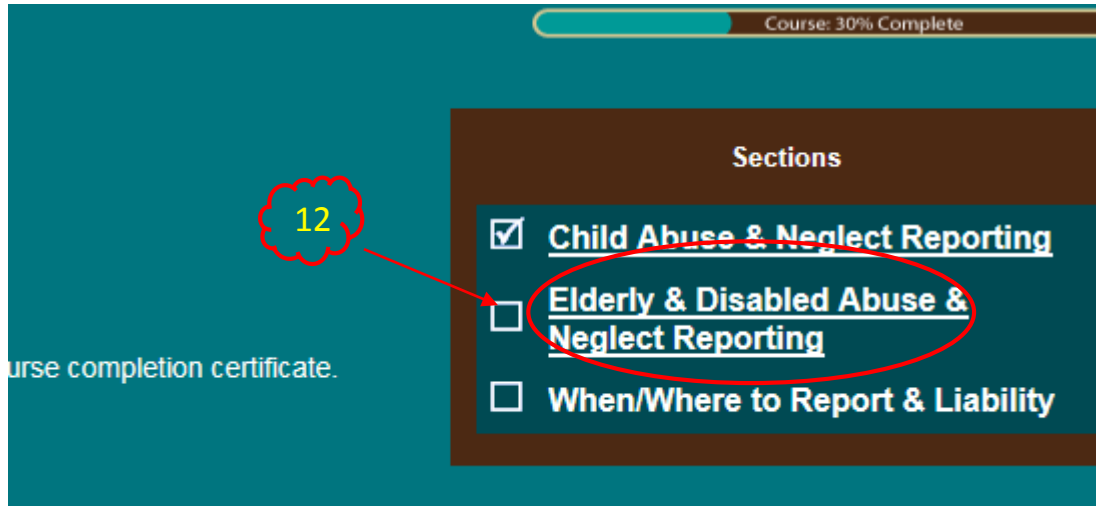 Course: 30% Complete
Sections
12
Child Abuse & Neglect Reporting
Elderly & Disabled Abuse &
Neglect Reporting
urse completion certificate.
When/Where to Report & Liability